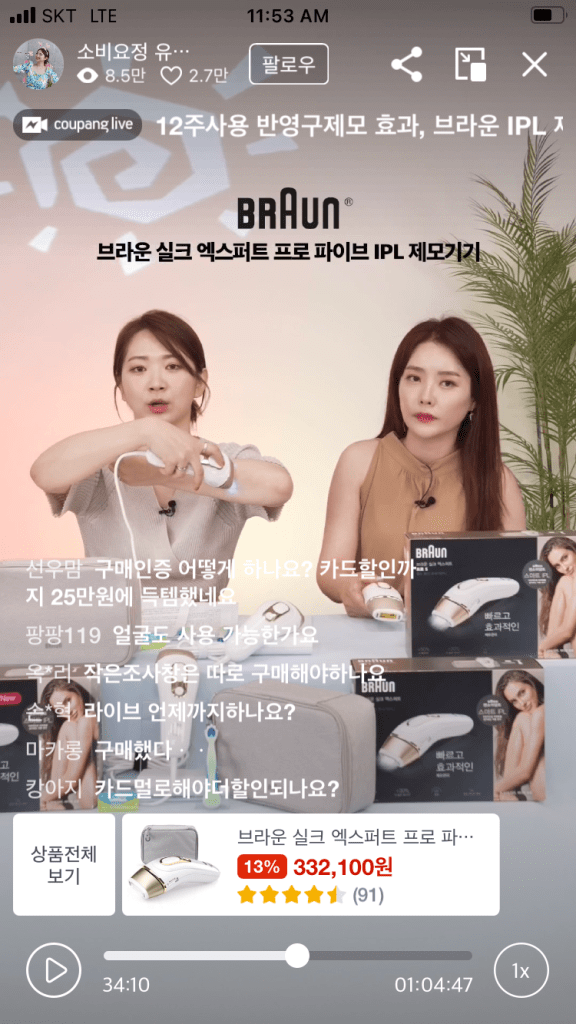 SKT LTE 11:53 AM
소비요정 유…
8.5만 2.7만
팔로우
coupang live 12주사용 반영구제모 효과, 브라운 IPL
BRAUN®
브라운 실크 엑스퍼트 프로 파이브 IPL 제모기기
선우맘 구매인증 어떻게 하나요? 카드할인까
지 25만원에 득템했네요
팡팡119 얼굴도 사용 가능한가요
옥*리 작은조사창은 따로 구매해야하나요
손*혁 라이브 언제까지하나요?
마카롱 구매했다 · ·
캉아지 카드멀로해야더할인되나요?
BRAUN
빠르고
효과적인
BRAUN
빠르고
효과적인
상품전체
보기
브라운 실크 엑스퍼트 프로 파…
13% 332,100원
(91)
34:10
01:04:47
1x